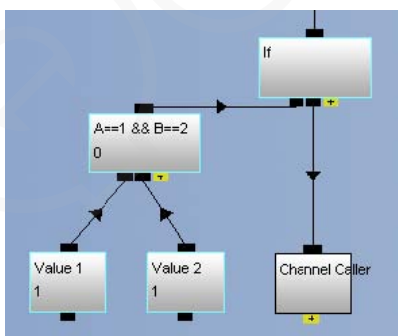 If
A==1 && B==2
0
Value 1
1
Value 2
1
Channel Caller